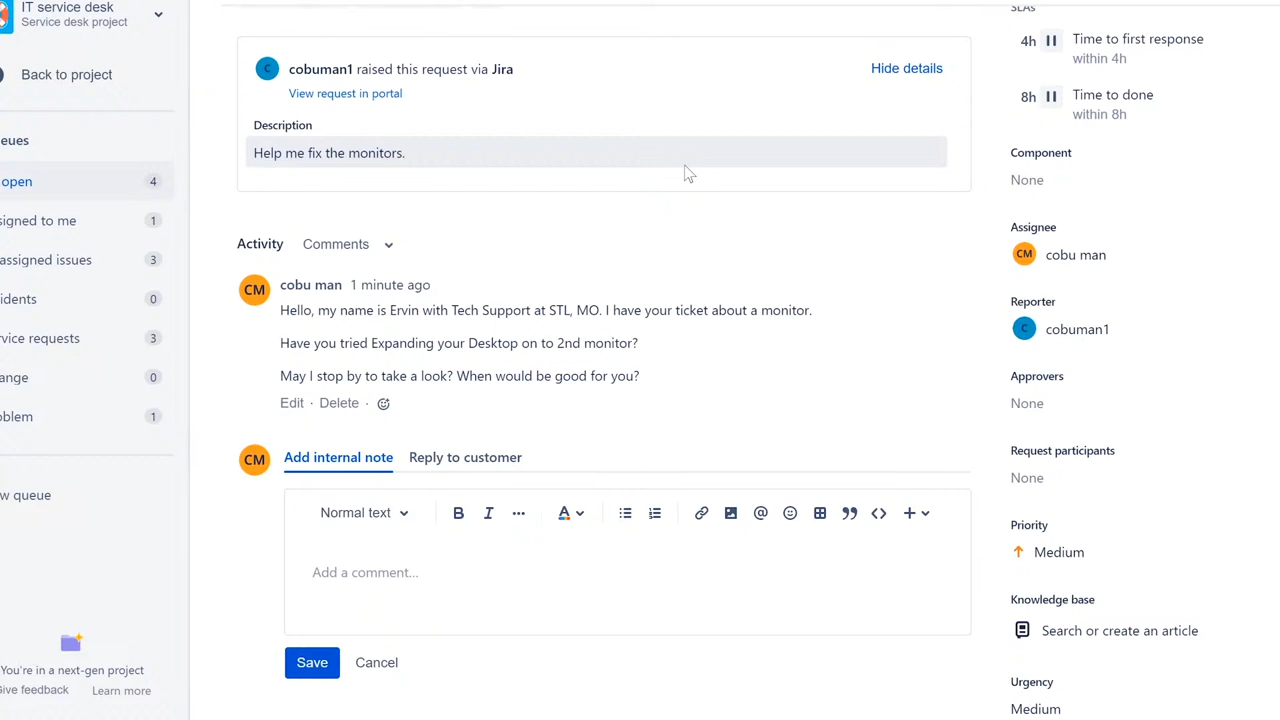 IT service desk
Service desk project
Back to project
ueues
open 4
signed to me 1
assigned issues 3
idents 0
rvice requests 3
ange 0
oblem 1
w queue
You're in a next-gen project
Give feedback Learn more
C
cobuman1 raised this request via Jira
Hide details
View request in portal
Description
Help me fix the monitors.
Activity Comments
CM
cobu man 1 minute ago
Hello, my name is Ervin with Tech Support at STL, MO. I have your ticket about a monitor.
Have you tried Expanding your Desktop on to 2nd monitor?
May I stop by to take a look? When would be good for you?
Edit · Delete ·
CM
Add internal note Reply to customer
Normal text B I ... A @ <> +
Add a comment...
Save Cancel
SLAs
4h Time to first response
within 4h
8h Time to done
within 8h
Component
None
Assignee
CM cobu man
Reporter
C cobuman1
Approvers
None
Request participants
None
Priority
Medium
Knowledge base
Search or create an article
Urgency
Medium